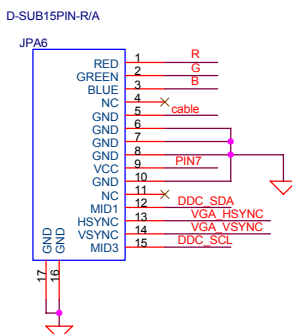 D-SUB15PIN-R/A
JPA6
RED 1 R
GREEN 2 G
BLUE 3 B
NC 4
GND 5 cable
GND 6
GND 7
GND 8
VCC 9 PIN7
GND 10
NC 11
MID1 12 DDC_SDA
HSYNC 13 VGA_HSYNC
VSYNC 14 VGA_VSYNC
MID3 15 DDC_SCL
GND GND
17 16